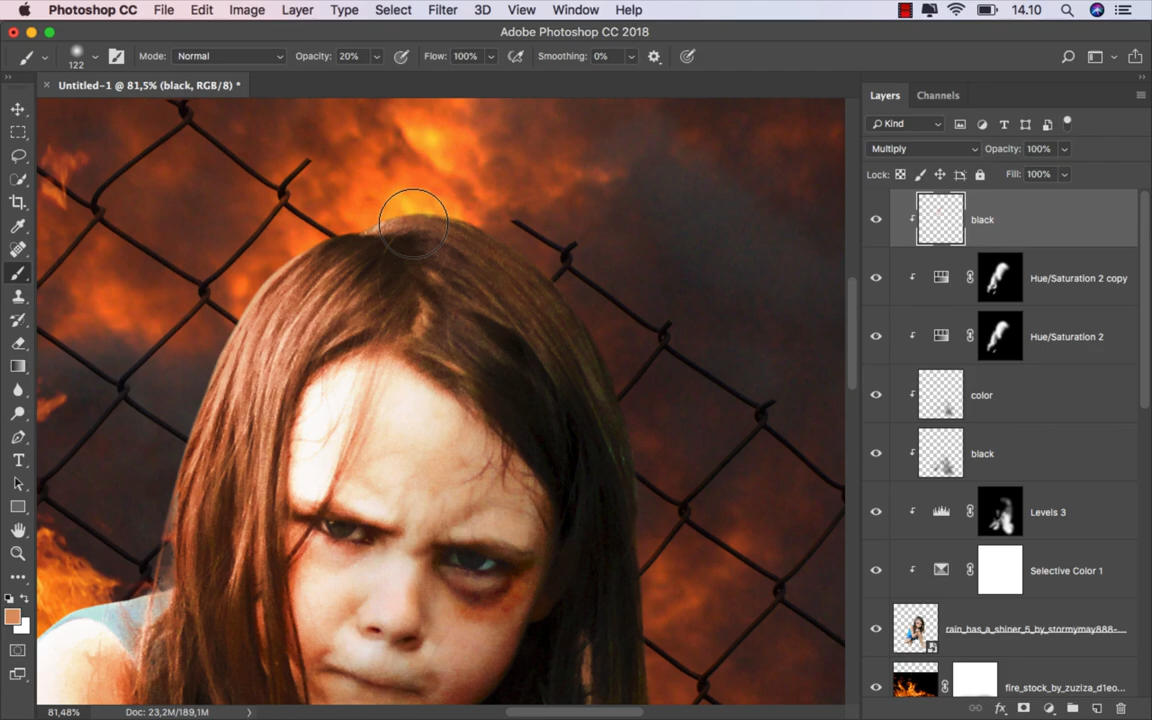 Photoshop CC File Edit Image Layer Type Select Filter 3D View Window Help 14.10
Adobe Photoshop CC 2018
122 Mode: Normal Opacity: 20% Flow: 100% Smoothing: 0%
Untitled-1 @ 81,5% (black, RGB/8) *
Layers Channels
Kind
Multiply Opacity: 100%
Lock: Fill: 100%
black
Hue/Saturation 2 copy
Hue/Saturation 2
color
black
Levels 3
Selective Color 1
rain_has_a_shiner_5_by_stormymay888-...
fire_stock_by_zuziza_d1eo...
81,48% Doc: 23,2M/189,1M